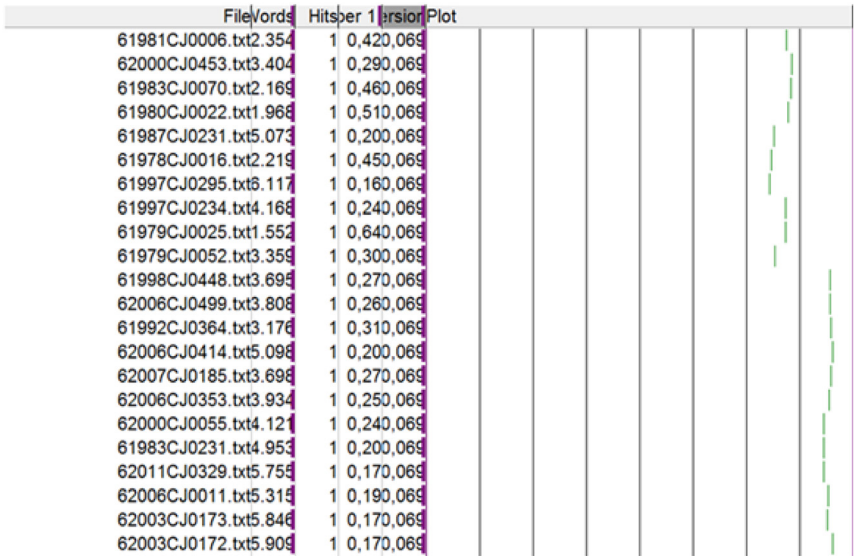 File Words Hits per 1 ersion Plot
61981CJ0006.txt 2.354 1 0,42 0,069
62000CJ0453.txt 3.404 1 0,29 0,069
61983CJ0070.txt 2.169 1 0,46 0,069
61980CJ0022.txt 1.968 1 0,51 0,069
61987CJ0231.txt 5.073 1 0,20 0,069
61978CJ0016.txt 2.219 1 0,45 0,069
61997CJ0295.txt 6.117 1 0,16 0,069
61997CJ0234.txt 4.168 1 0,24 0,069
61979CJ0025.txt 1.552 1 0,64 0,069
61979CJ0052.txt 3.359 1 0,30 0,069
61998CJ0448.txt 3.695 1 0,27 0,069
62006CJ0499.txt 3.808 1 0,26 0,069
61992CJ0364.txt 3.176 1 0,31 0,069
62006CJ0414.txt 5.098 1 0,20 0,069
62007CJ0185.txt 3.698 1 0,27 0,069
62006CJ0353.txt 3.934 1 0,25 0,069
62000CJ0055.txt 4.121 1 0,24 0,069
61983CJ0231.txt 4.953 1 0,20 0,069
62011CJ0329.txt 5.755 1 0,17 0,069
62006CJ0011.txt 5.315 1 0,19 0,069
62003CJ0173.txt 5.846 1 0,17 0,069
62003CJ0172.txt 5.909 1 0,17 0,069